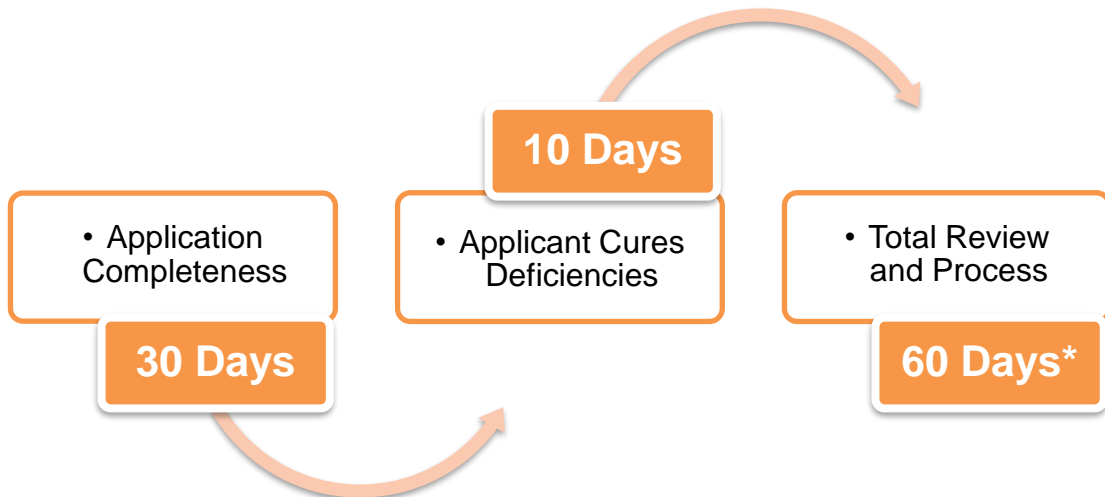 • Application
Completeness
30 Days
10 Days
• Applicant Cures
Deficiencies
• Total Review
and Process
60 Days*